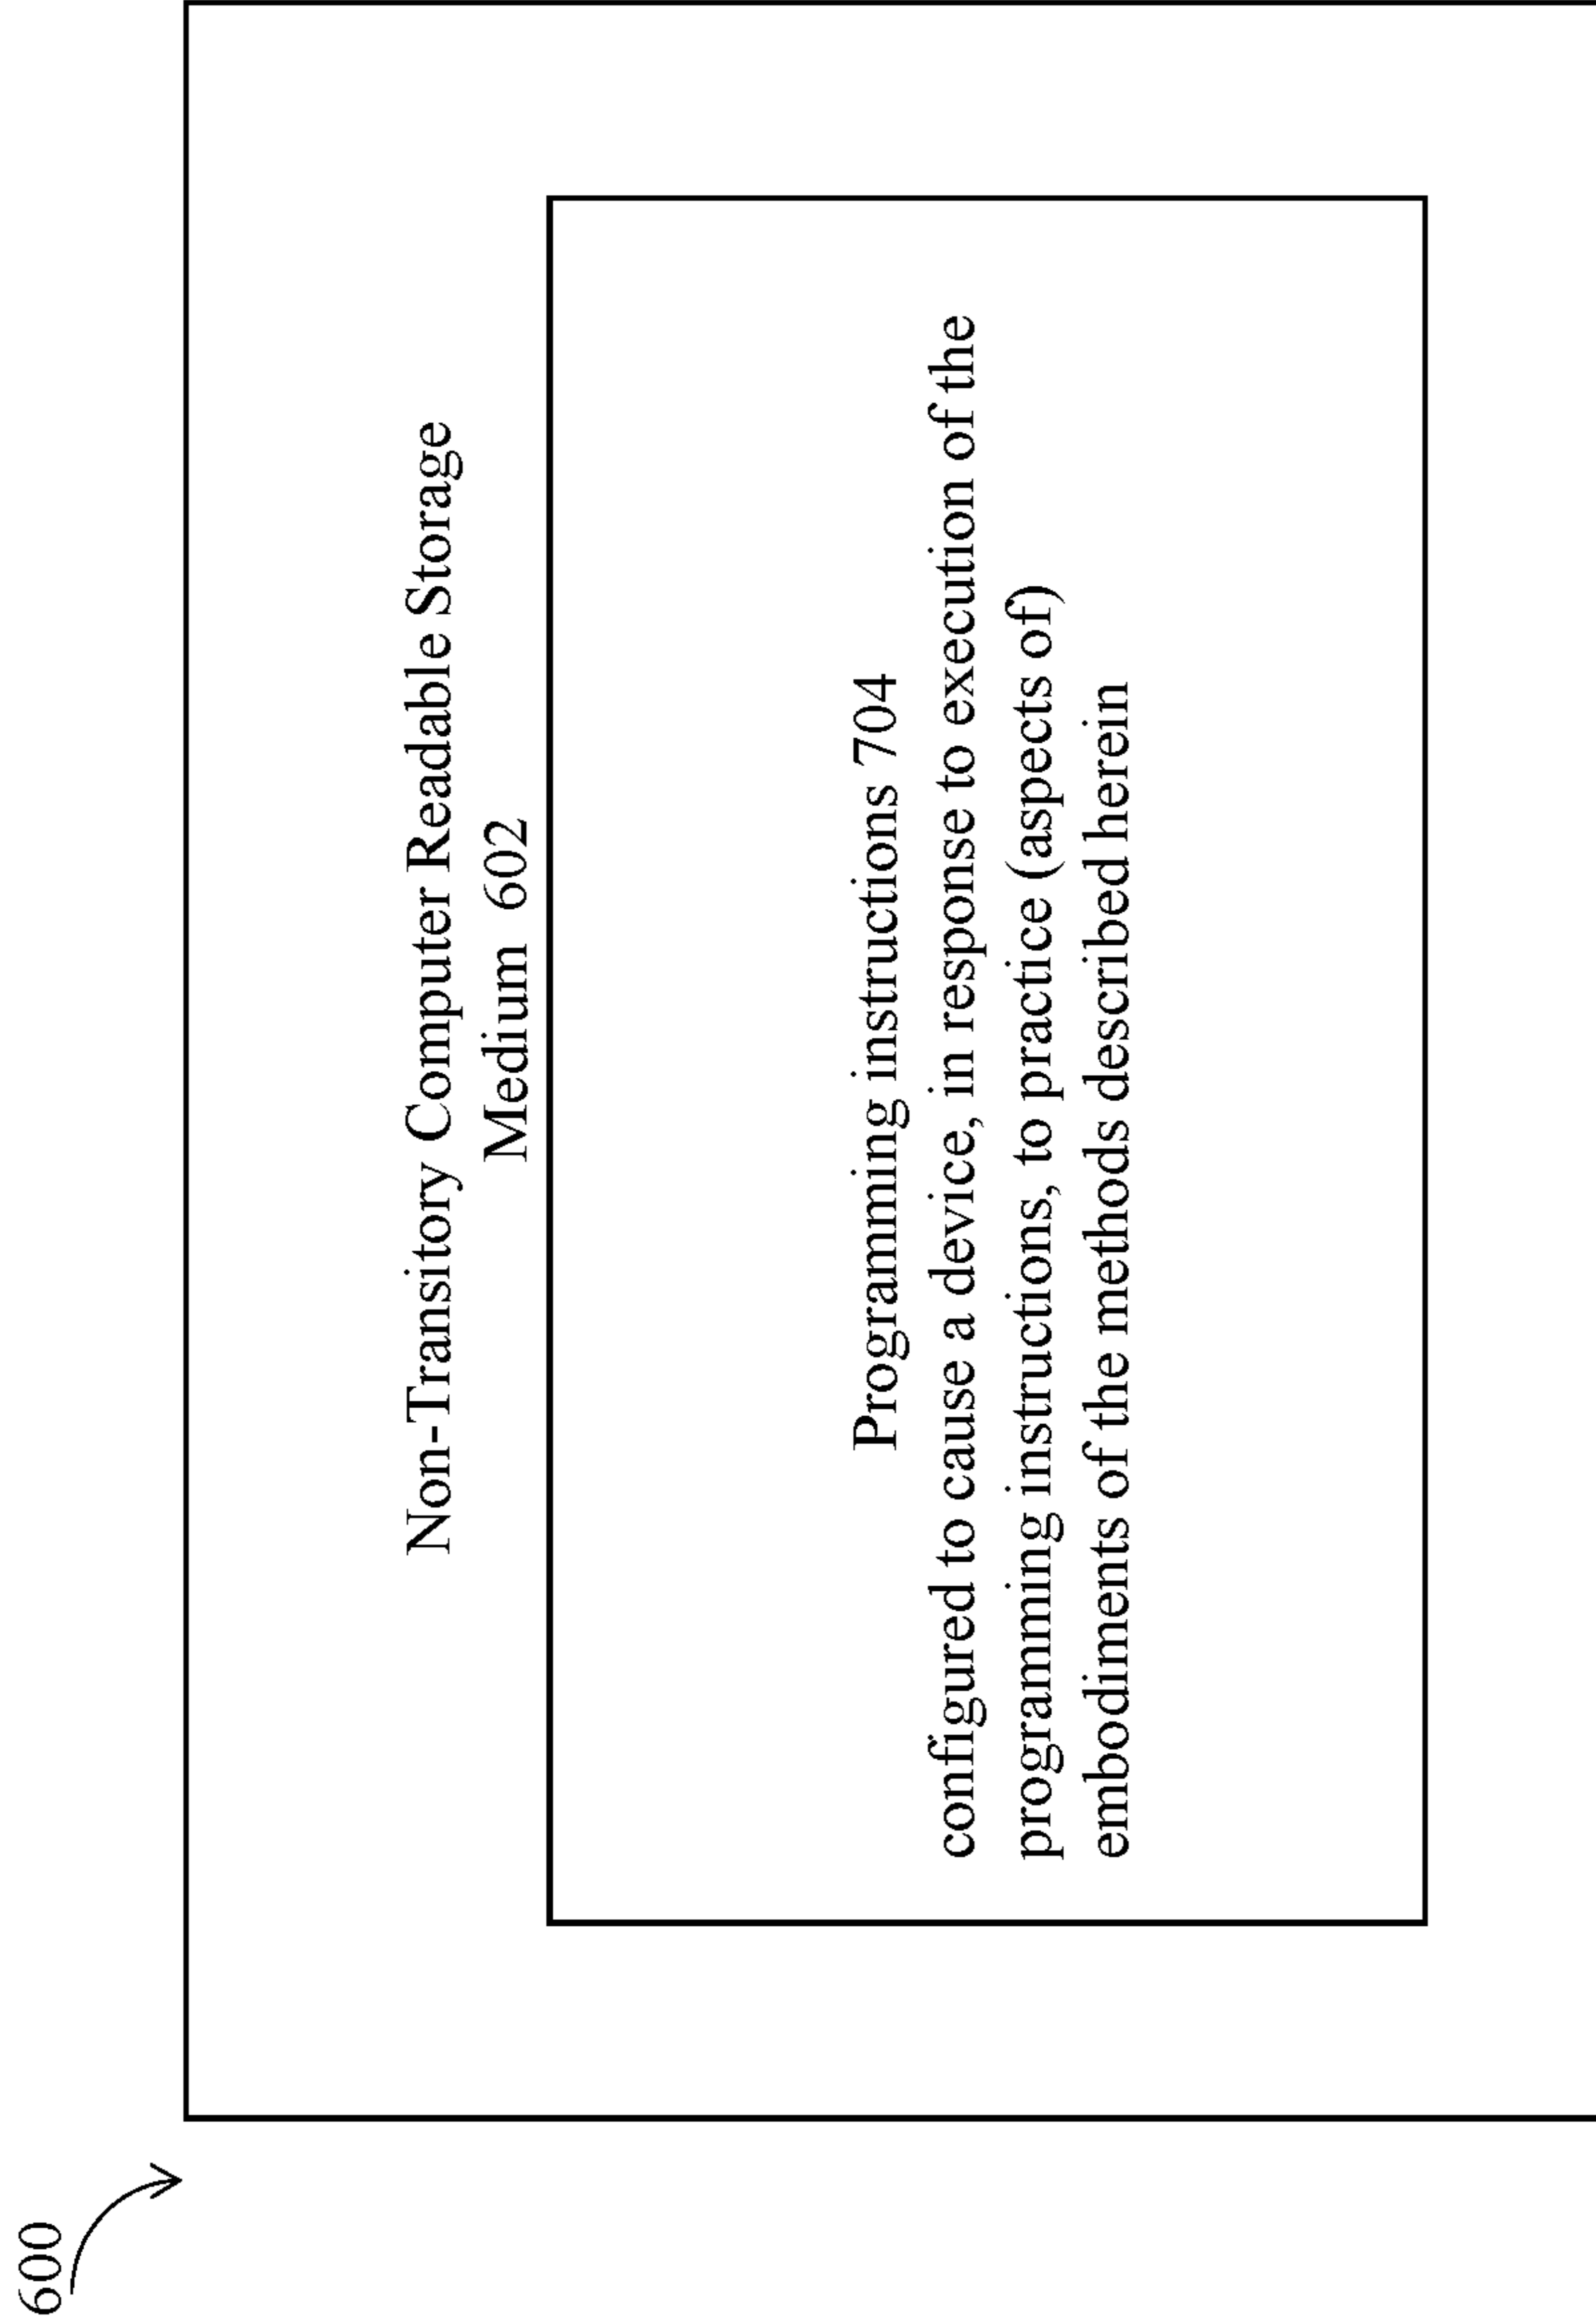 600
Non-Transitory Computer Readable Storage
Medium 602
Programming instructions 704
configured to cause a device, in response to execution of the
programming instructions, to practice (aspects of)
embodiments of the methods described herein